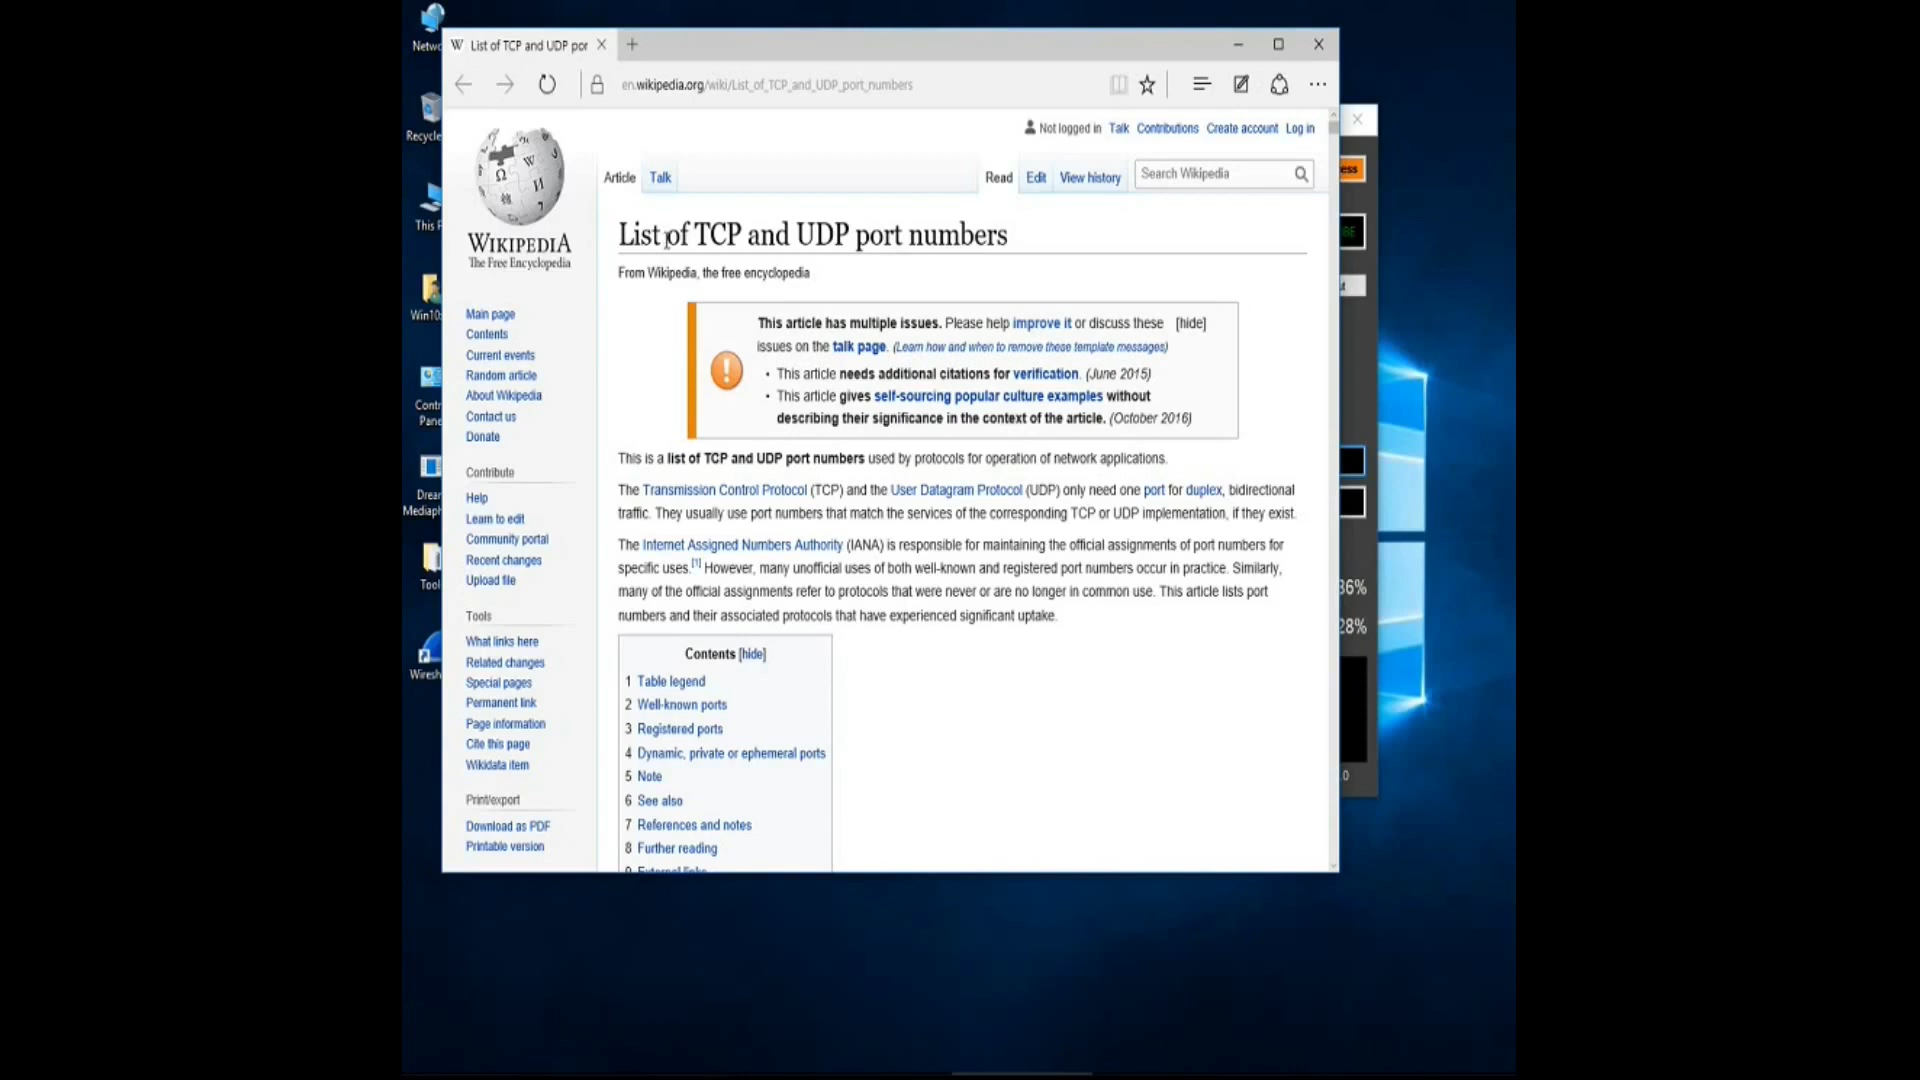 List of TCP and UDP por
en.wikipedia.org/wiki/List_of_TCP_and_UDP_port_numbers
Not logged in Talk Contributions Create account Log in
Article Talk Read Edit View history Search Wikipedia
WIKIPEDIA
The Free Encyclopedia
List of TCP and UDP port numbers
From Wikipedia, the free encyclopedia
This article has multiple issues. Please help improve it or discuss these [hide]
issues on the talk page. (Learn how and when to remove these template messages)
• This article needs additional citations for verification. (June 2015)
• This article gives self-sourcing popular culture examples without
describing their significance in the context of the article. (October 2016)
This is a list of TCP and UDP port numbers used by protocols for operation of network applications.
The Transmission Control Protocol (TCP) and the User Datagram Protocol (UDP) only need one port for duplex, bidirectional
traffic. They usually use port numbers that match the services of the corresponding TCP or UDP implementation, if they exist.
The Internet Assigned Numbers Authority (IANA) is responsible for maintaining the official assignments of port numbers for
specific uses.[1] However, many unofficial uses of both well-known and registered port numbers occur in practice. Similarly,
many of the official assignments refer to protocols that were never or are no longer in common use. This article lists port
numbers and their associated protocols that have experienced significant uptake.
Contents [hide]
1 Table legend
2 Well-known ports
3 Registered ports
4 Dynamic, private or ephemeral ports
5 Note
6 See also
7 References and notes
8 Further reading
Main page
Contents
Current events
Random article
About Wikipedia
Contact us
Donate
Contribute
Help
Learn to edit
Community portal
Recent changes
Upload file
Tools
What links here
Related changes
Special pages
Permanent link
Page information
Cite this page
Wikidata item
Print/export
Download as PDF
Printable version
Netwo
Recycle
This P
Win10
Contr
Pane
Drea
Mediaph
Tool
Wiresh
ess
BE
36%
28%
.0